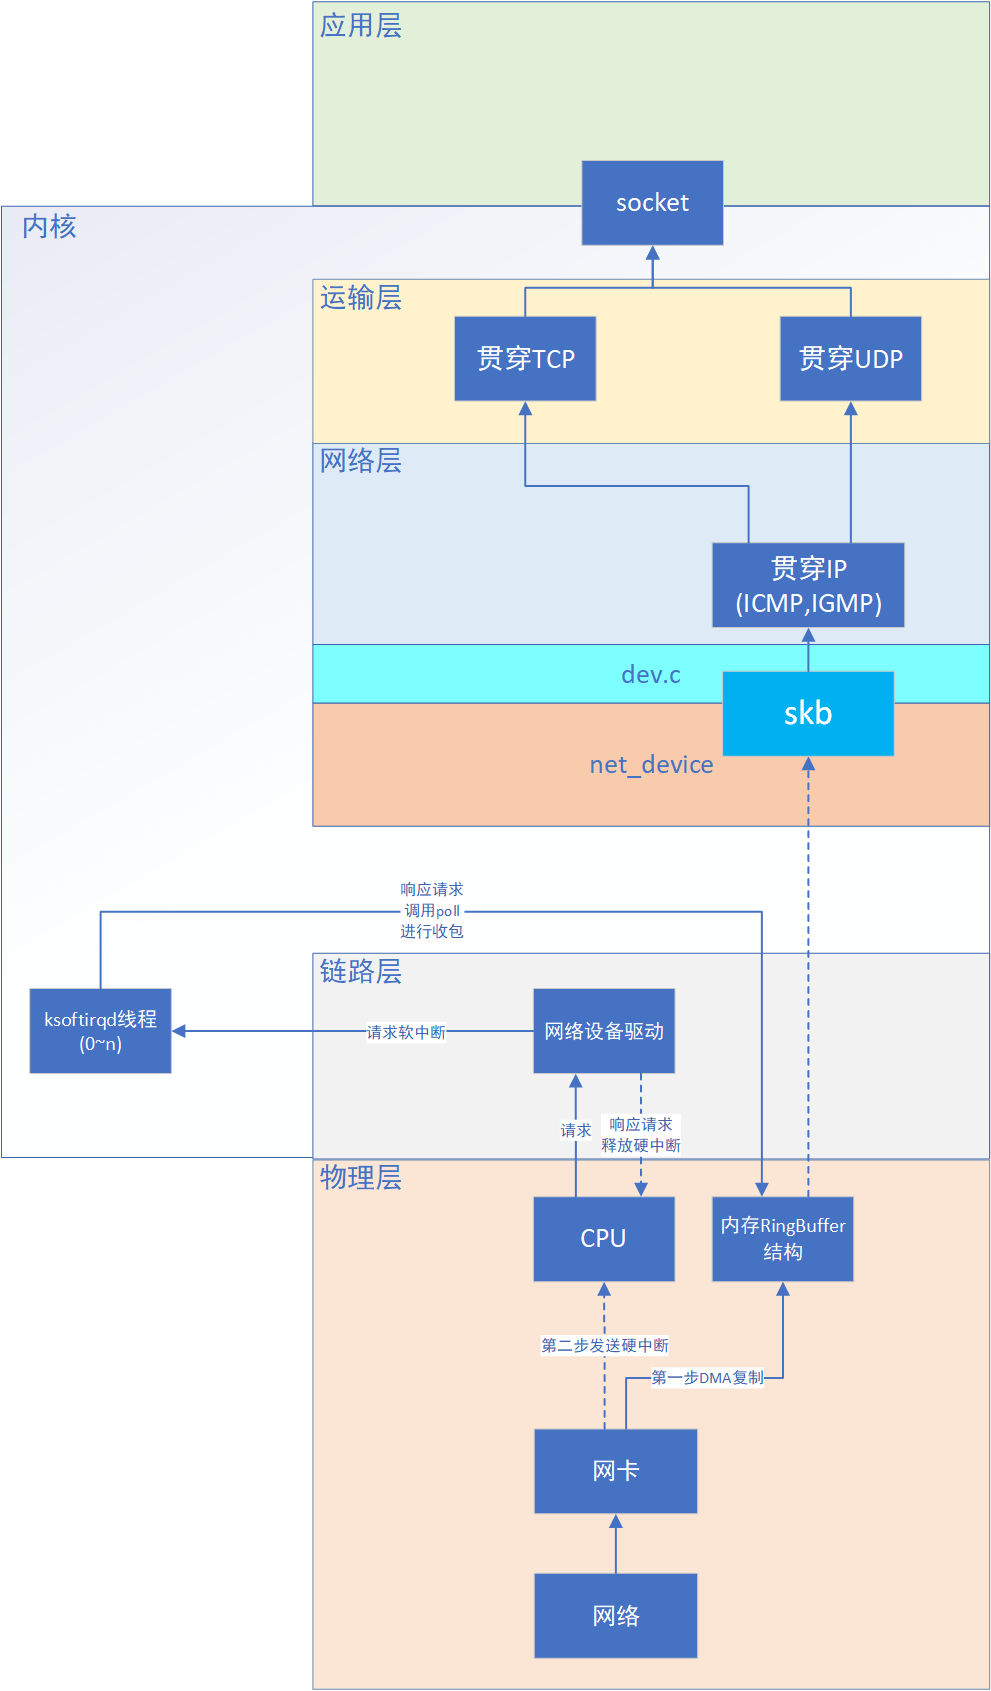 应用层
socket
内核
运输层
贯穿TCP
贯穿UDP
网络层
贯穿IP
(ICMP,IGMP)
dev.c
skb
net_device
响应请求
调用poll
进行收包
链路层
ksoftirqd线程
(0~n)
请求软中断
网络设备驱动
请求
响应请求
释放硬中断
物理层
CPU
内存RingBuffer
结构
第二步发送硬中断
第一步DMA复制
网卡
网络